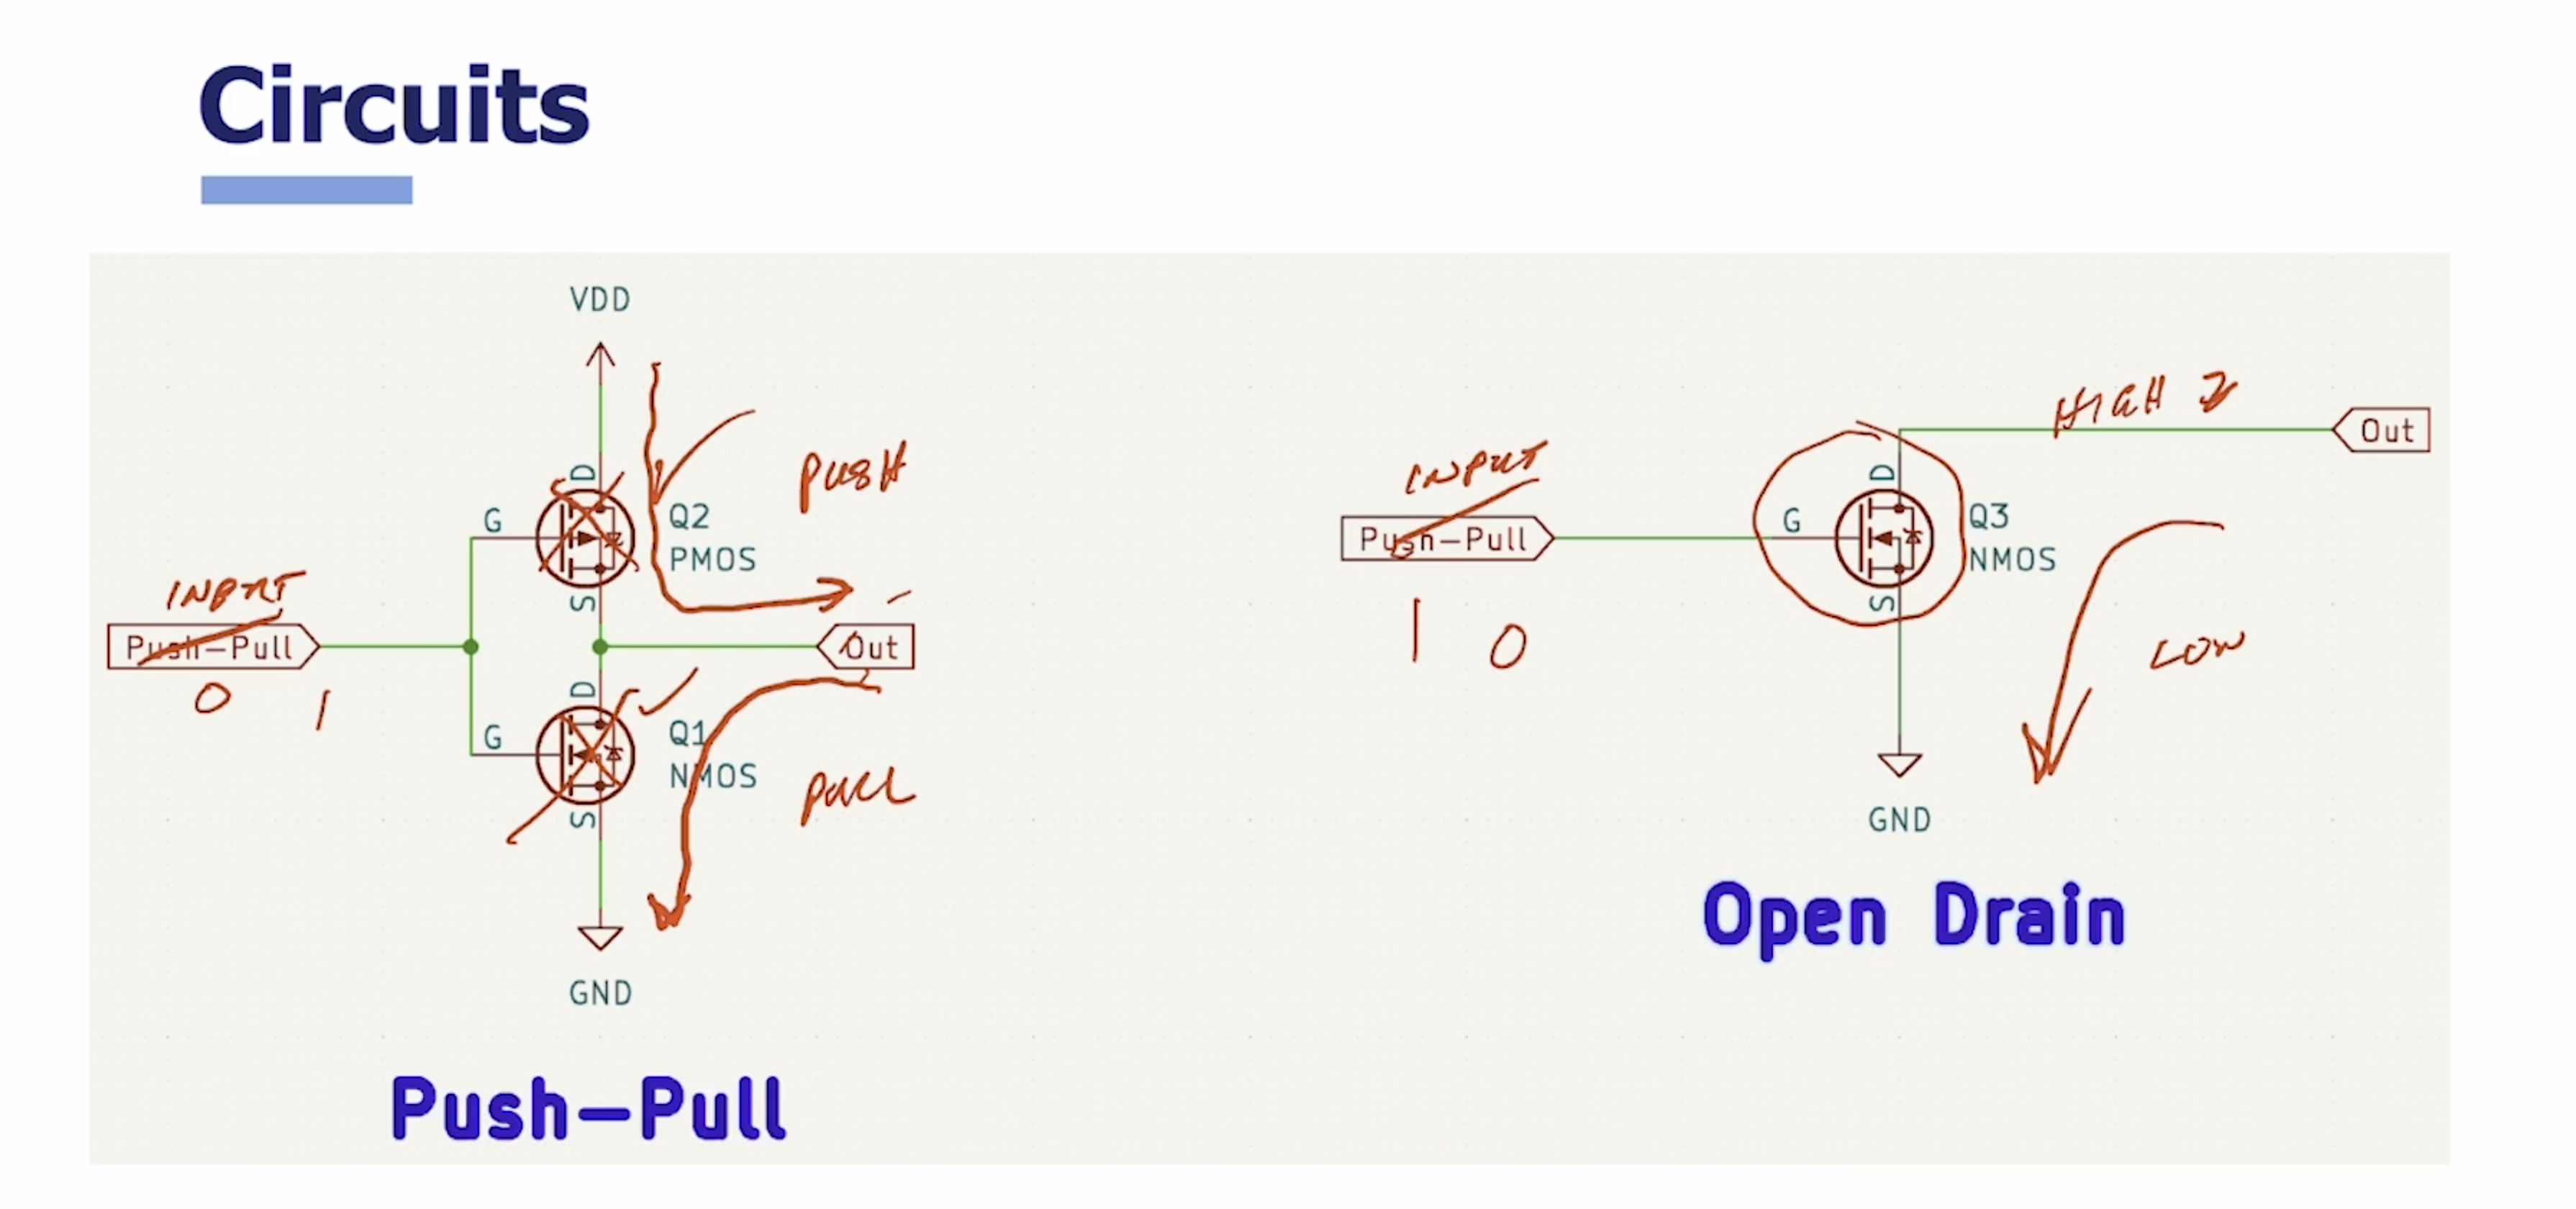 Circuits
VDD
D
G
Q2
PMOS
S
PUSH
INPUT
Push-Pull
0 1
Out
D
G
Q1
NMOS
S
PULL
GND
Push-Pull
HIGH Z
Out
INPUT
Push-Pull
1 0
D
G
Q3
NMOS
S
LOW
GND
Open Drain